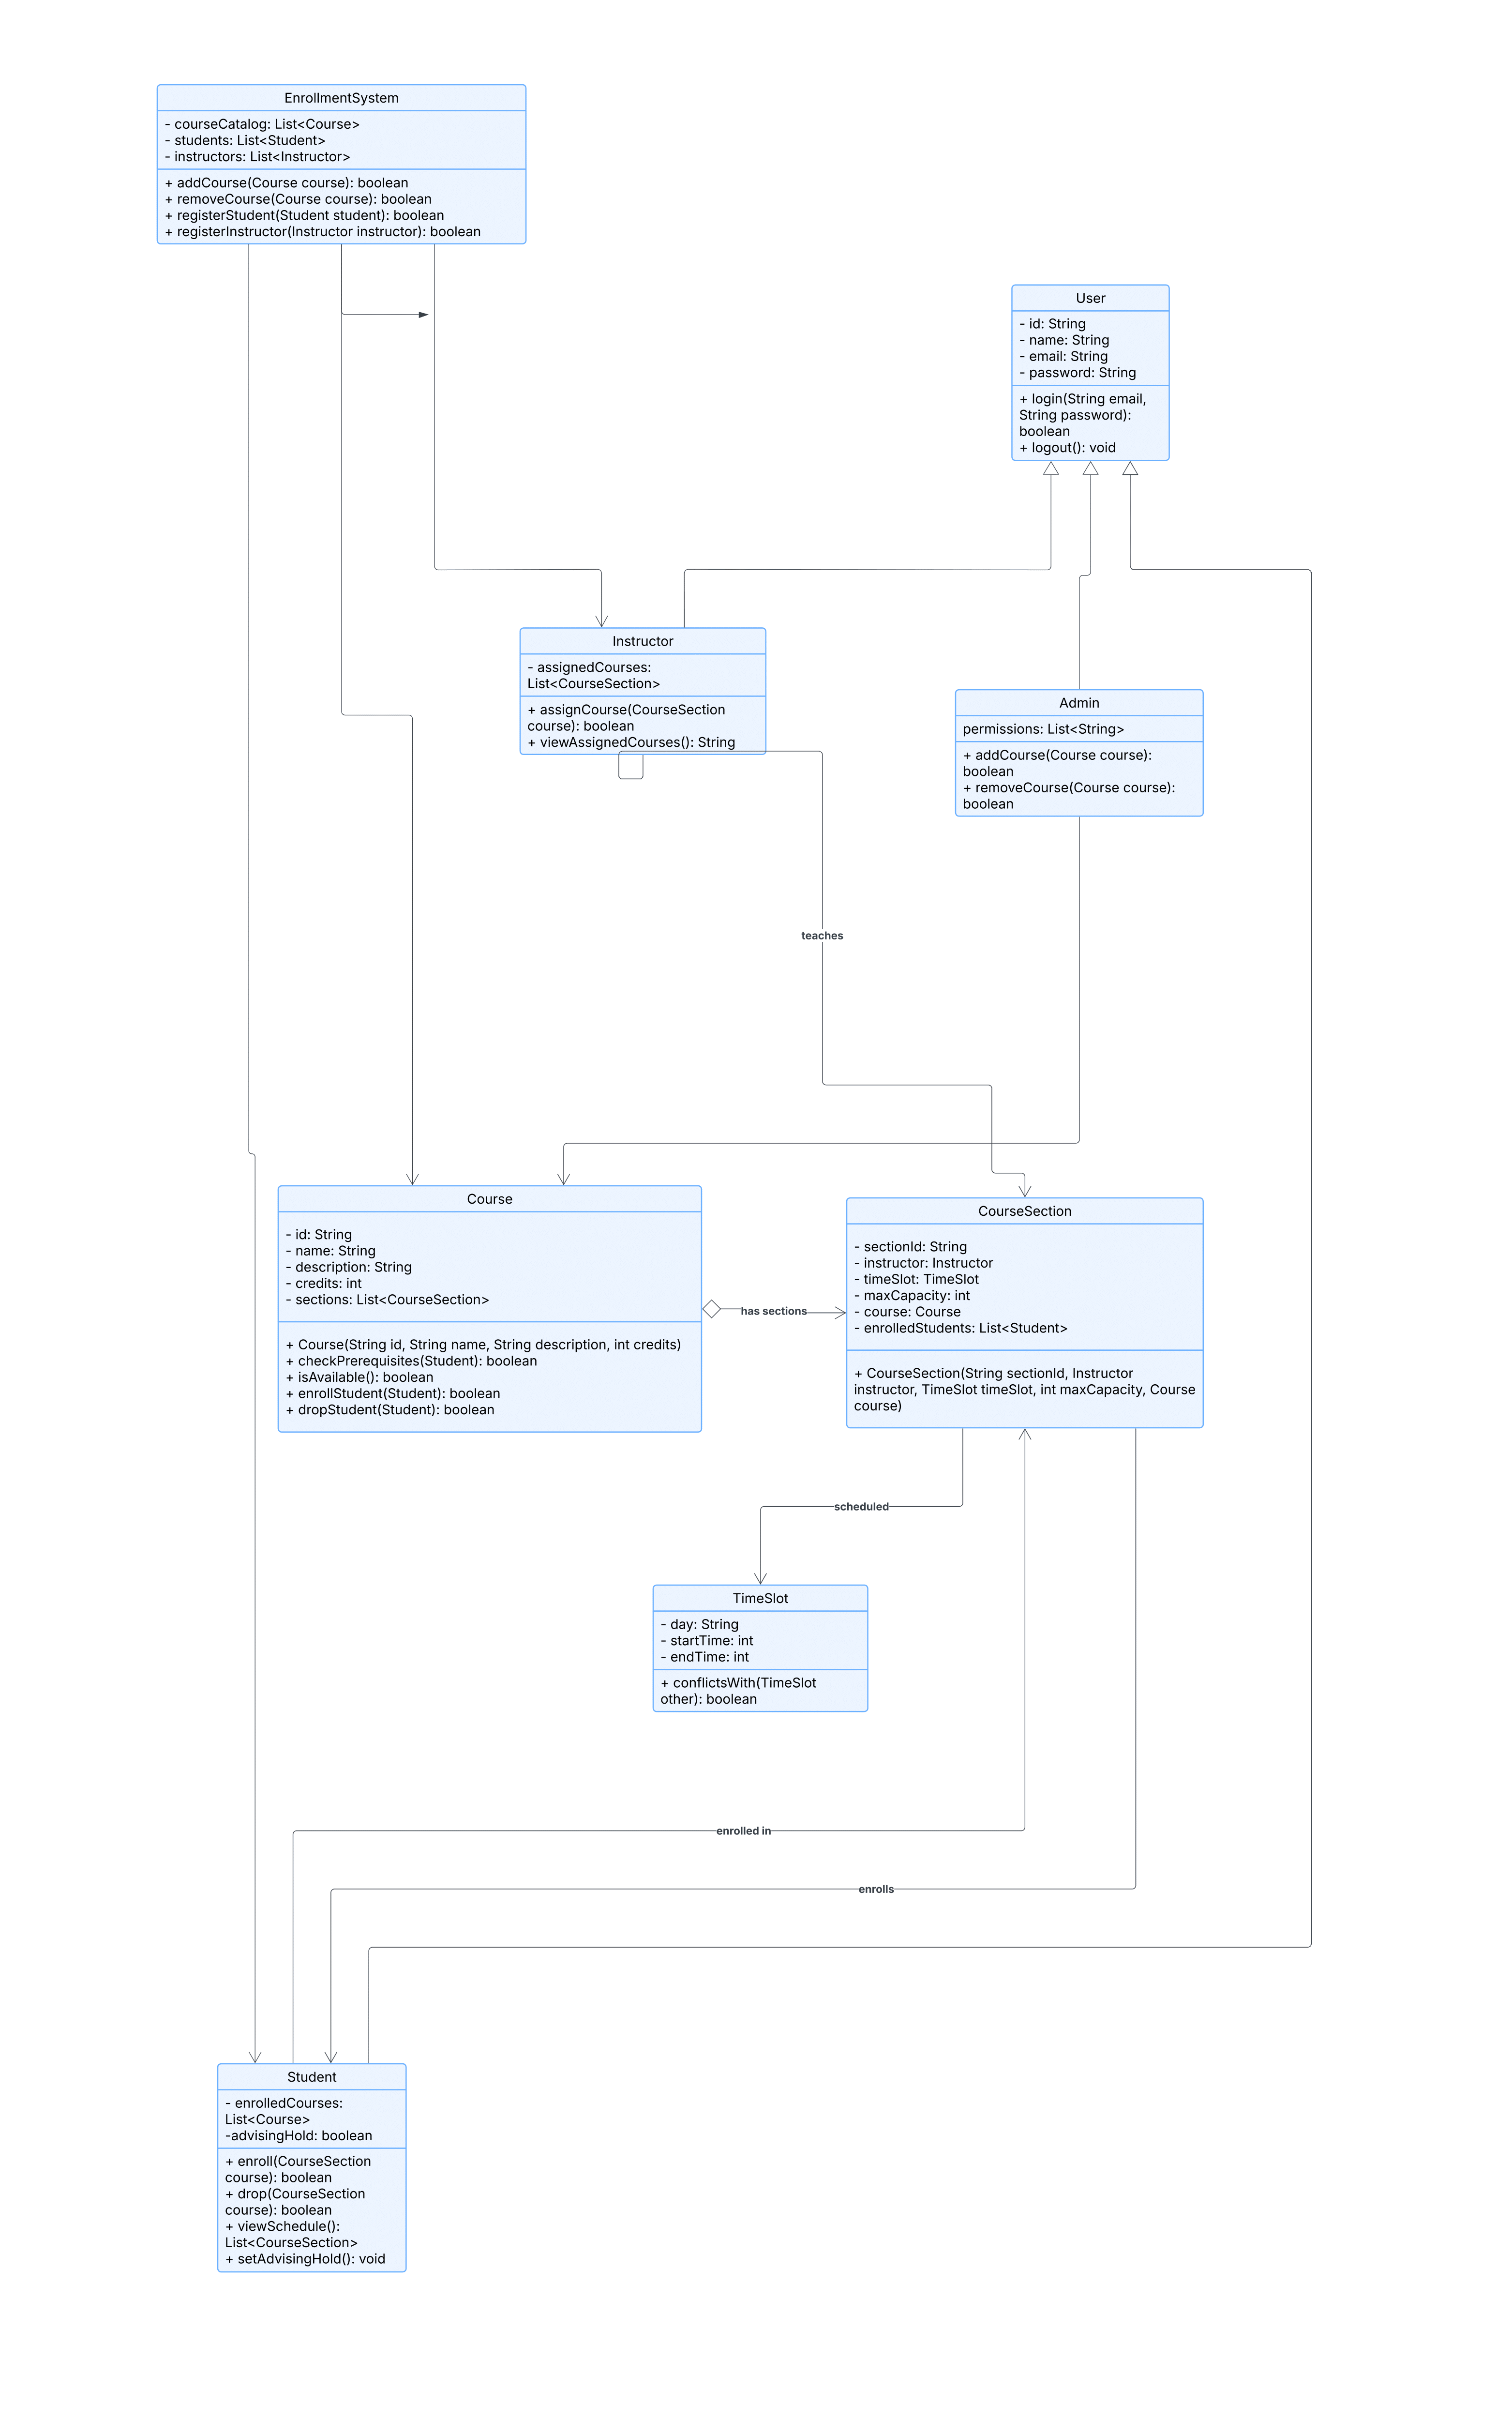 EnrollmentSystem
- courseCatalog: List<Course>
- students: List<Student>
- instructors: List<Instructor>
+ addCourse(Course course): boolean
+ removeCourse(Course course): boolean
+ registerStudent(Student student): boolean
+ registerInstructor(Instructor instructor): boolean
User
- id: String
- name: String
- email: String
- password: String
+ login(String email,
String password):
boolean
+ logout(): void
Instructor
- assignedCourses:
List<CourseSection>
+ assignCourse(CourseSection
course): boolean
+ viewAssignedCourses(): String
Admin
permissions: List<String>
+ addCourse(Course course):
boolean
+ removeCourse(Course course):
boolean
teaches
Course
- id: String
- name: String
- description: String
- credits: int
- sections: List<CourseSection>
+ Course(String id, String name, String description, int credits)
+ checkPrerequisites(Student): boolean
+ isAvailable(): boolean
+ enrollStudent(Student): boolean
+ dropStudent(Student): boolean
has sections
CourseSection
- sectionId: String
- instructor: Instructor
- timeSlot: TimeSlot
- maxCapacity: int
- course: Course
- enrolledStudents: List<Student>
+ CourseSection(String sectionId, Instructor
instructor, TimeSlot timeSlot, int maxCapacity, Course
course)
scheduled
TimeSlot
- day: String
- startTime: int
- endTime: int
+ conflictsWith(TimeSlot
other): boolean
enrolled in
enrolls
Student
- enrolledCourses:
List<Course>
-advisingHold: boolean
+ enroll(CourseSection
course): boolean
+ drop(CourseSection
course): boolean
+ viewSchedule():
List<CourseSection>
+ setAdvisingHold(): void